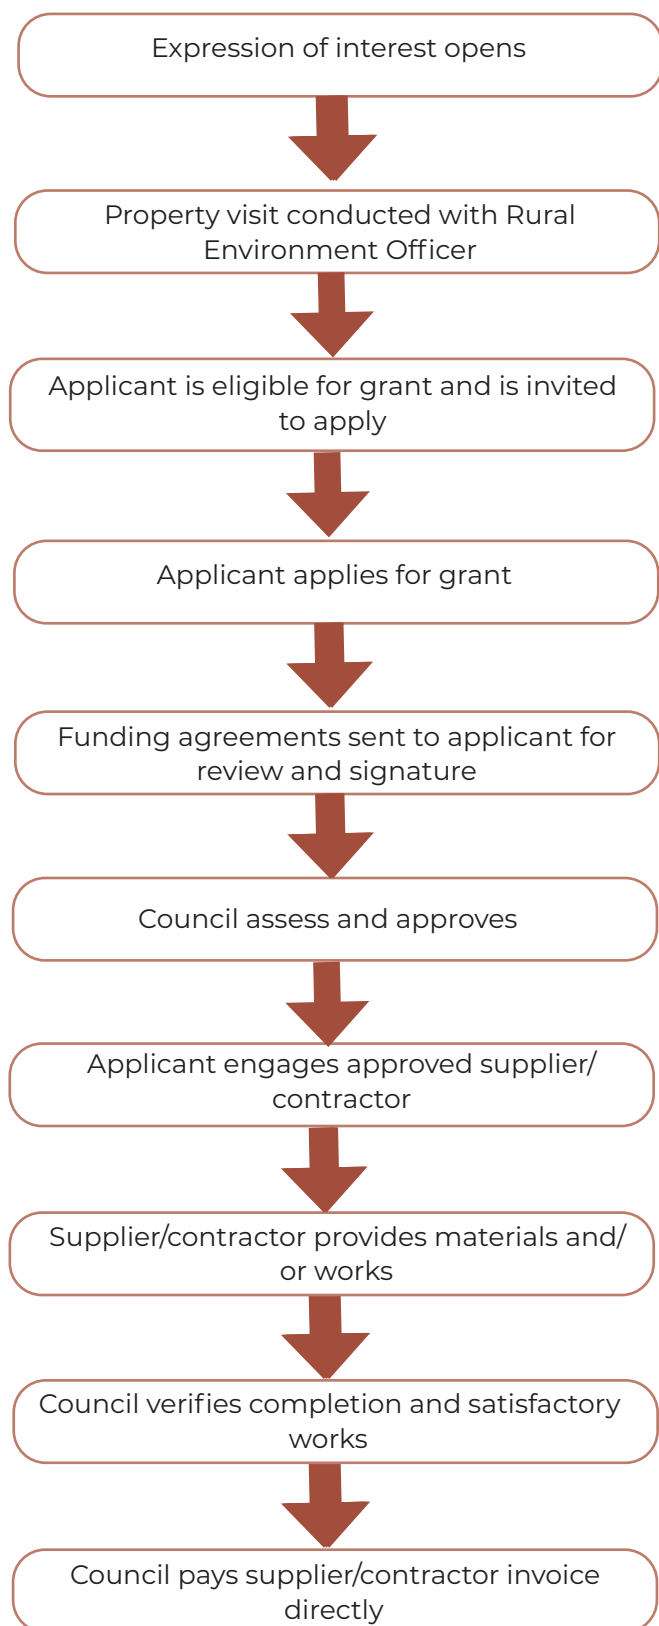 Expression of interest opens
Property visit conducted with Rural
Environment Officer
Applicant is eligible for grant and is invited
to apply
Applicant applies for grant
Funding agreements sent to applicant for
review and signature
Council assess and approves
Applicant engages approved supplier/
contractor
Supplier/contractor provides materials and/
or works
Council verifies completion and satisfactory
works
Council pays supplier/contractor invoice
directly